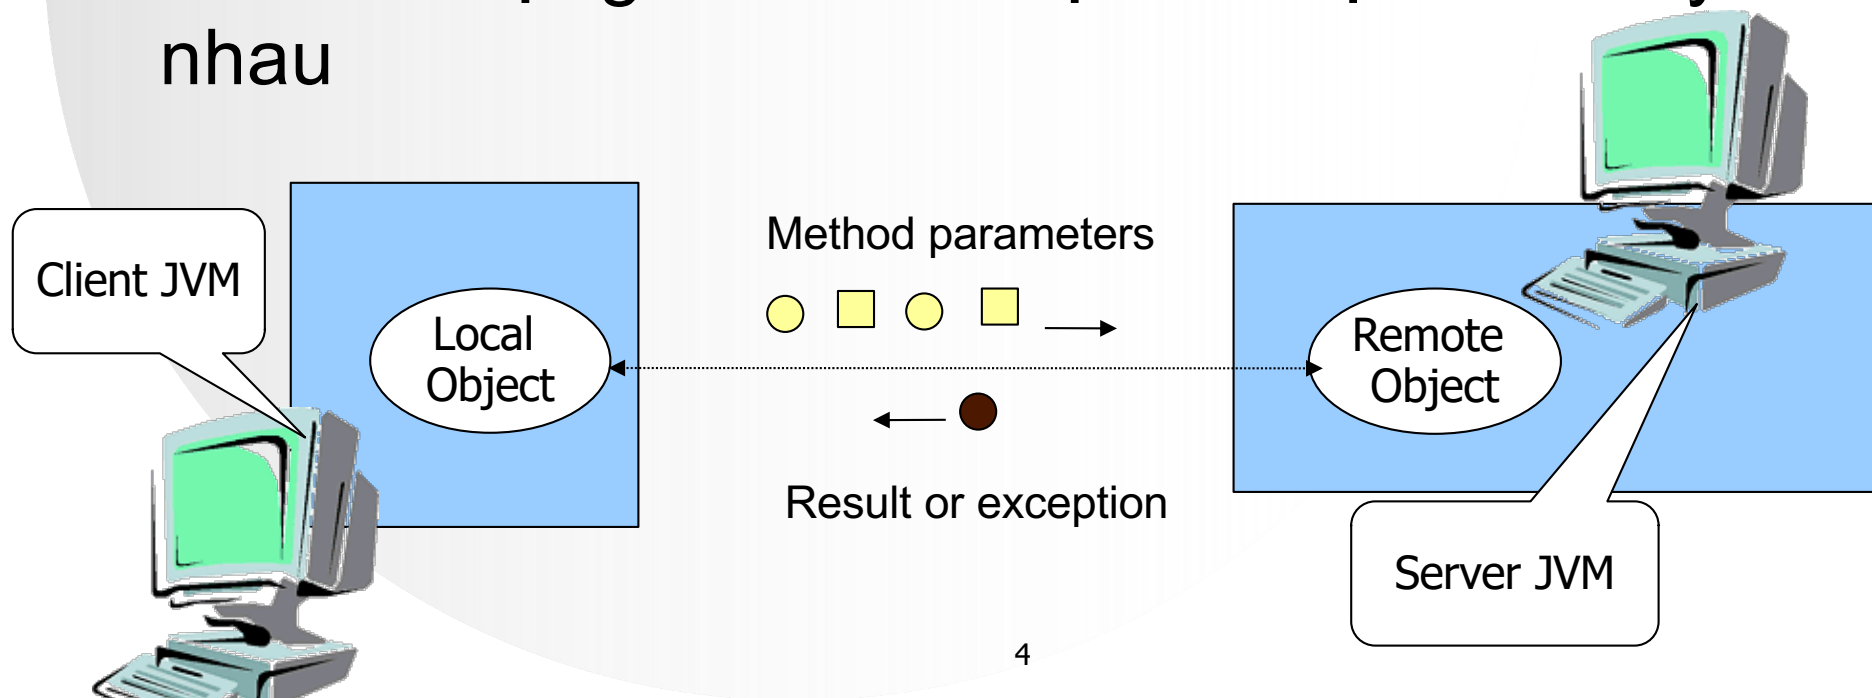 nhau
Client JVM
Local
Object
Method parameters
Result or exception
Remote
Object
Server JVM
4